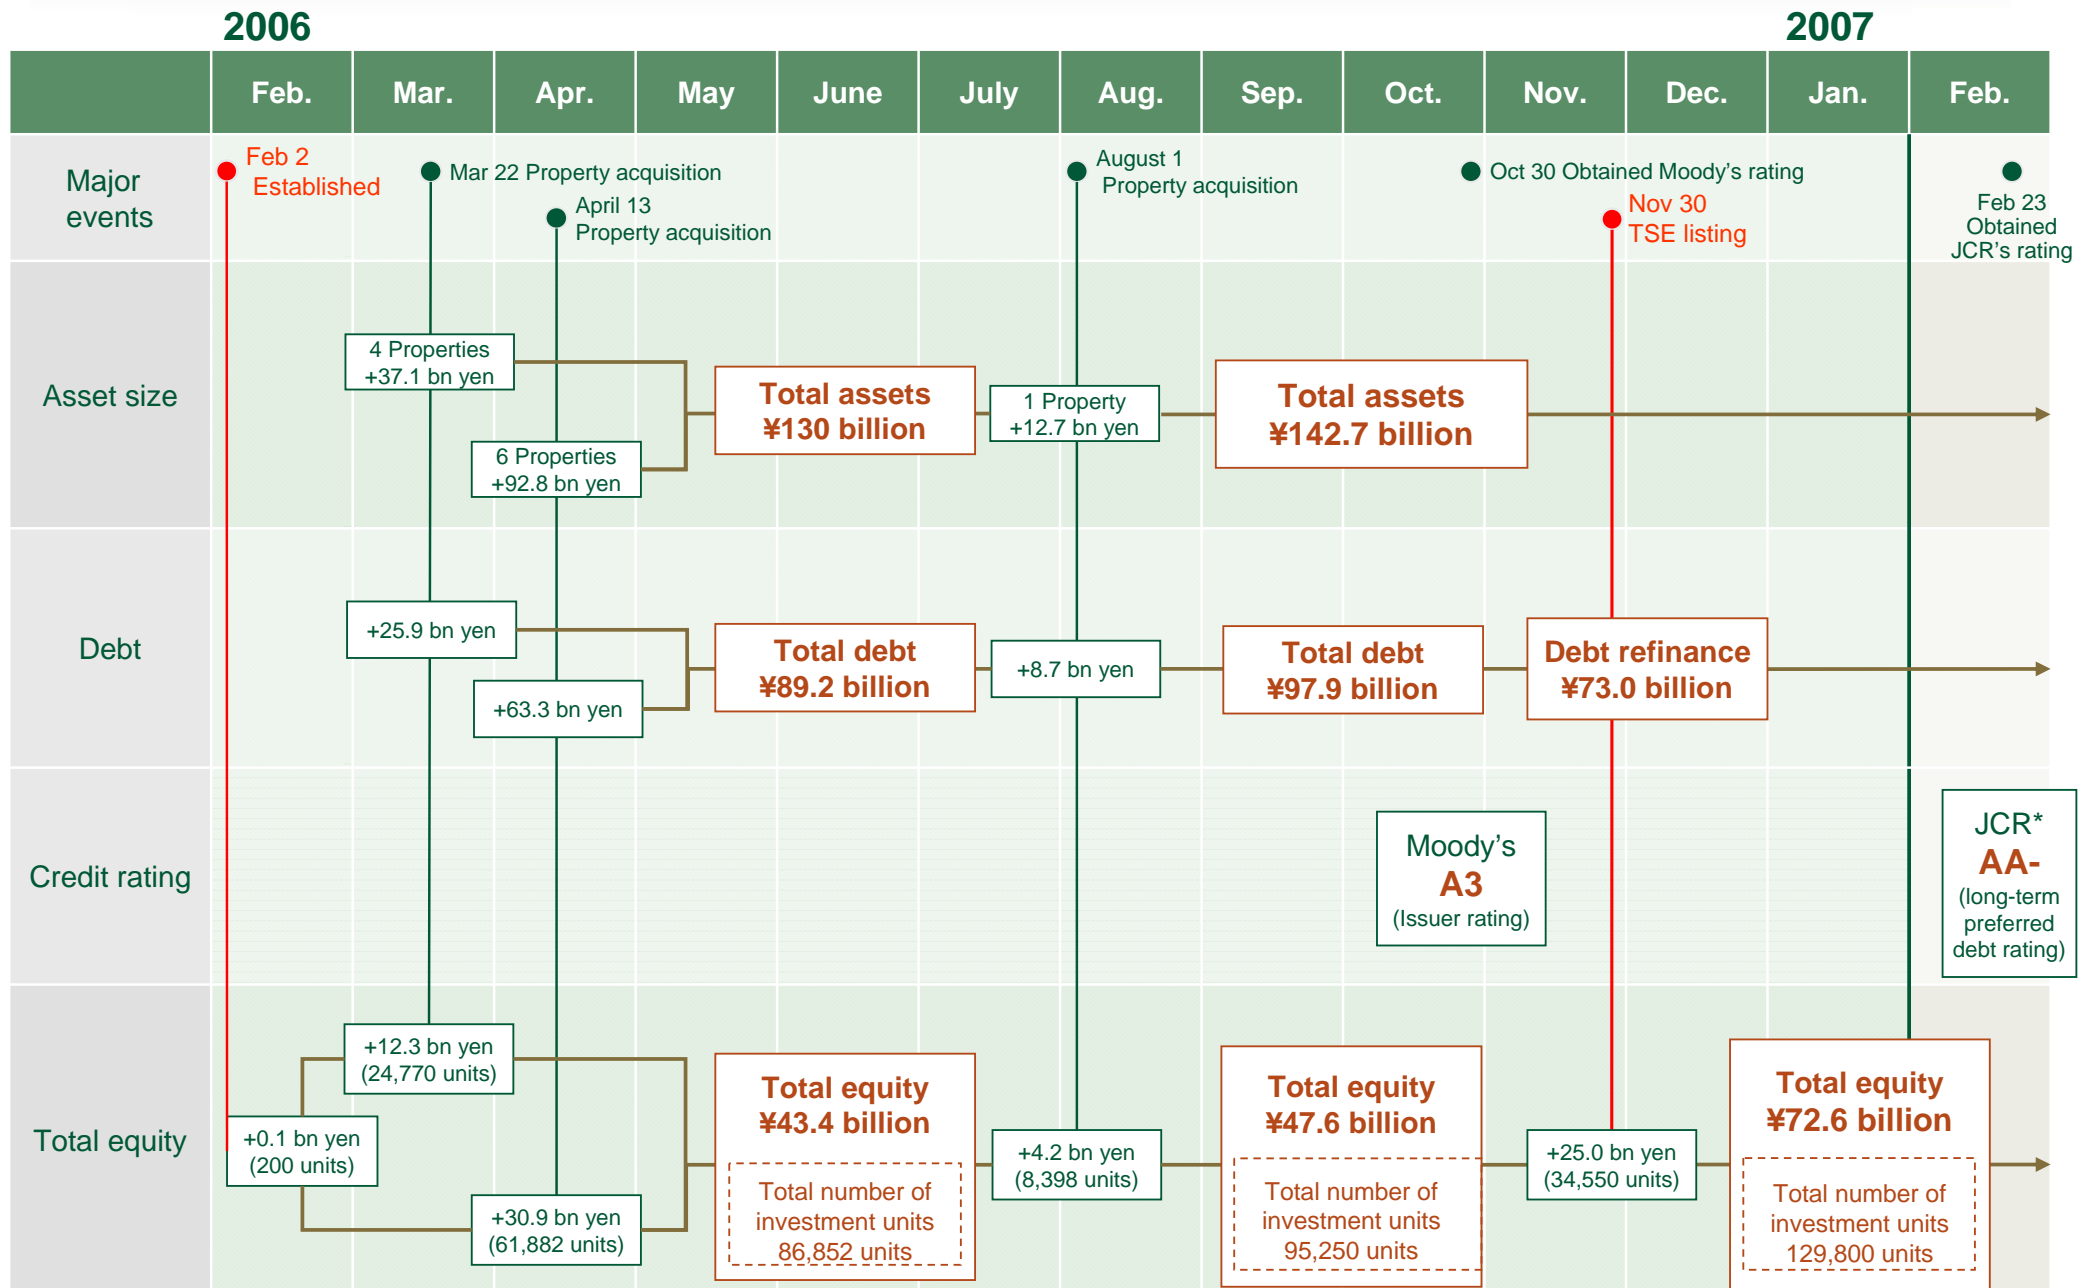 2006
2007
Feb.
Mar.
Apr.
May
June
July
Aug.
Sep.
Oct.
Nov.
Dec.
Jan.
Feb.
Major
events
Feb 2
Established
Mar 22 Property acquisition
April 13
Property acquisition
August 1
Property acquisition
Oct 30 Obtained Moody’s rating
Nov 30
TSE listing
Feb 23
Obtained
JCR’s rating
Asset size
4 Properties
+37.1 bn yen
6 Properties
+92.8 bn yen
Total assets
¥130 billion
1 Property
+12.7 bn yen
Total assets
¥142.7 billion
Debt
+25.9 bn yen
+63.3 bn yen
Total debt
¥89.2 billion
+8.7 bn yen
Total debt
¥97.9 billion
Debt refinance
¥73.0 billion
Credit rating
Moody’s
A3
(Issuer rating)
JCR*
AA-
(long-term
preferred
debt rating)
Total equity
+0.1 bn yen
(200 units)
+12.3 bn yen
(24,770 units)
+30.9 bn yen
(61,882 units)
Total equity
¥43.4 billion
Total number of
investment units
86,852 units
+4.2 bn yen
(8,398 units)
Total equity
¥47.6 billion
Total number of
investment units
95,250 units
+25.0 bn yen
(34,550 units)
Total equity
¥72.6 billion
Total number of
investment units
129,800 units